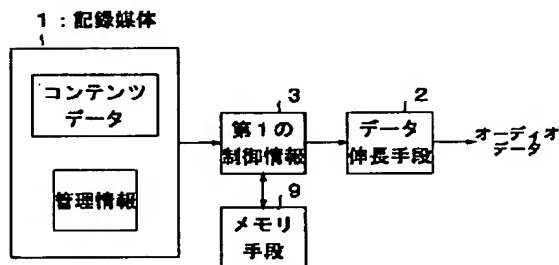 1：記録媒体
コンテンツ
データ
管理情報
3
第1の
制御情報
2
データ
伸長手段
オーディオ
データ
9
メモリ
手段